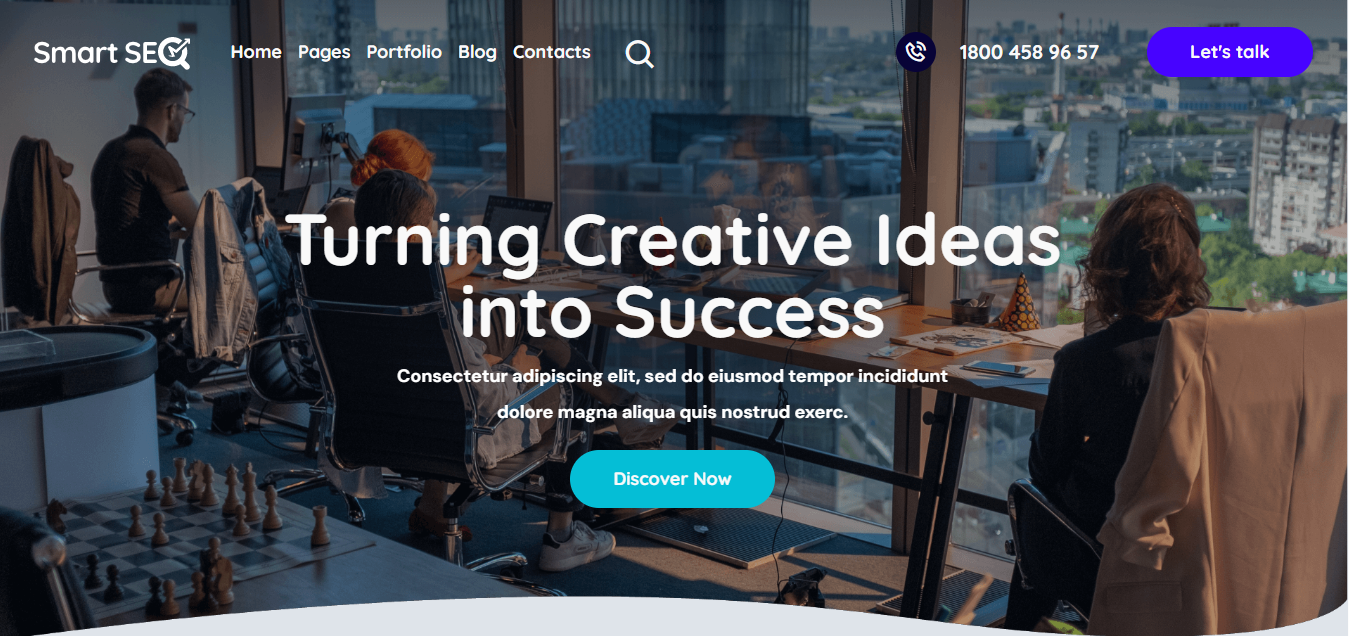 Smart SEO
Home Pages Portfolio Blog Contacts
1800 458 96 57
Let's talk
Turning Creative Ideas
into Success
Consectetur adipiscing elit, sed do eiusmod tempor incididunt
dolore magna aliqua quis nostrud exerc.
Discover Now